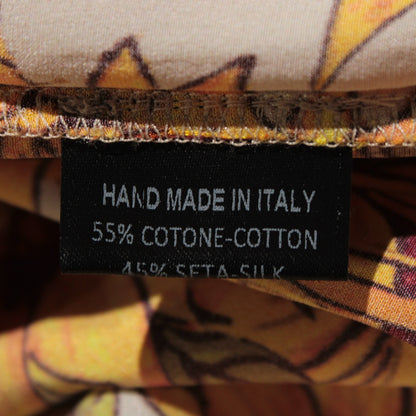 HAND MADE IN ITALY
55% COTONE-COTTON
45% SETA-SILK